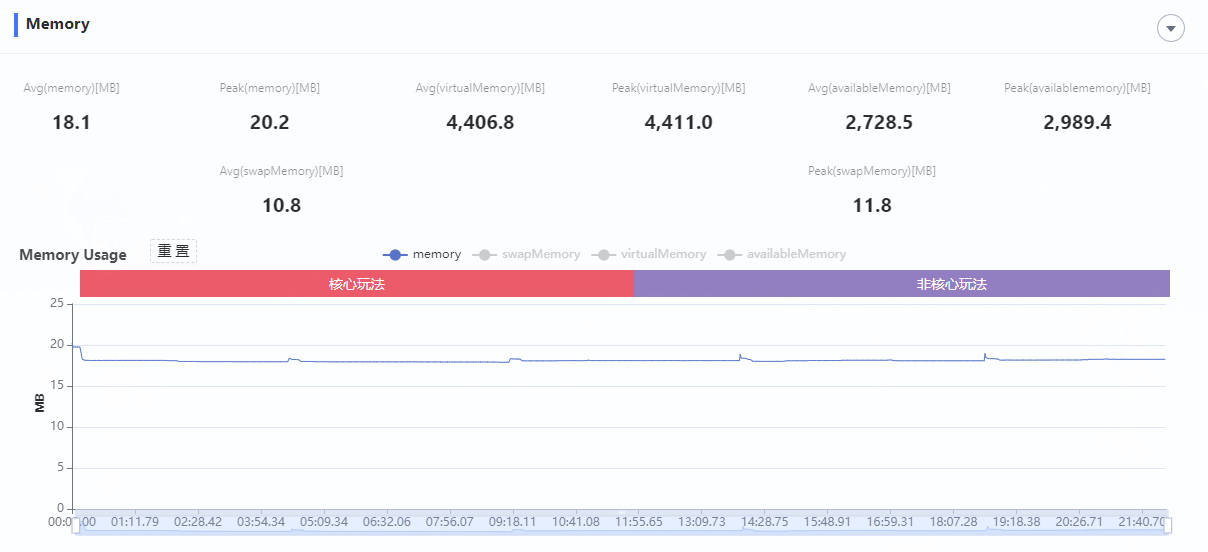 Memory
Avg(memory)[MB] Peak(memory)[MB] Avg(virtualMemory)[MB] Peak(virtualMemory)[MB] Avg(availableMemory)[MB] Peak(availablememory)[MB]
18.1 20.2 4,406.8 4,411.0 2,728.5 2,989.4
Avg(swapMemory)[MB] Peak(swapMemory)[MB]
10.8 11.8
Memory Usage 重置 memory swapMemory virtualMemory availableMemory
核心玩法 非核心玩法
25
20
15
MB
10
5
0
01:11.79 02:28.42 03:54.34 05:09.34 06:32.06 07:56.07 09:18.11 10:41.08 11:55.65 13:09.73 14:28.75 15:48.91 16:59.31 18:07.28 19:18.38 20:26.71 21:40.70